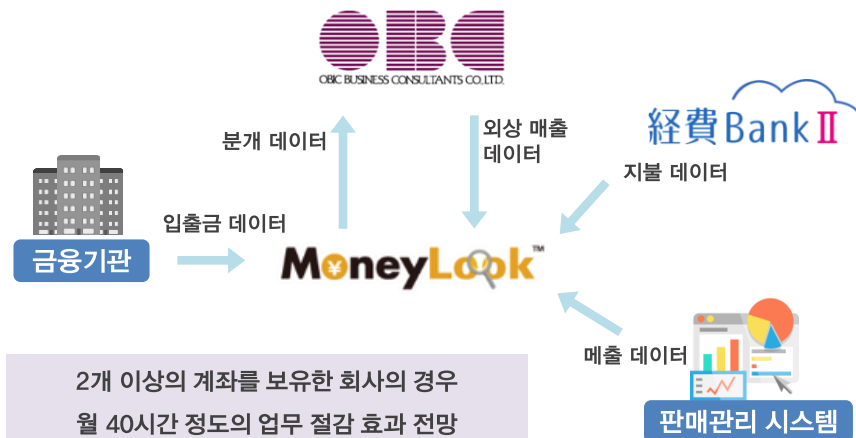 OBC
OBIC BUSINESS CONSULTANTS CO.,LTD.
분개 데이터
외상 매출
데이터
経費BankⅡ
지불 데이터
입출금 데이터
금융기관
MoneyLook™
메출 데이터
2개 이상의 계좌를 보유한 회사의 경우
월 40시간 정도의 업무 절감 효과 전망
판매관리 시스템